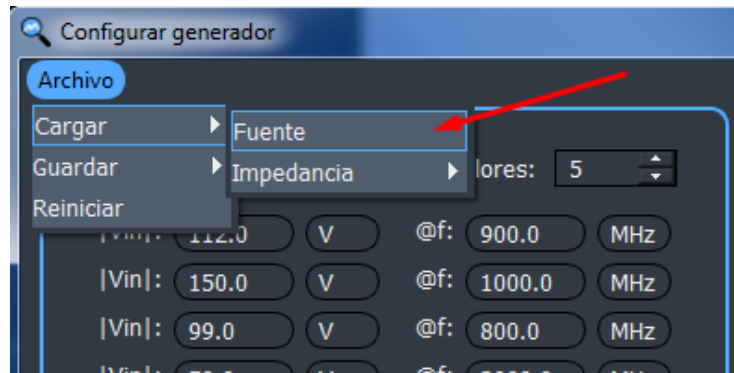 Configurar generador
Archivo
Cargar Fuente
Guardar Impedancia lores: 5
Reiniciar
|Vin|: 112.0 V @f: 900.0 MHz
|Vin|: 150.0 V @f: 1000.0 MHz
|Vin|: 99.0 V @f: 800.0 MHz